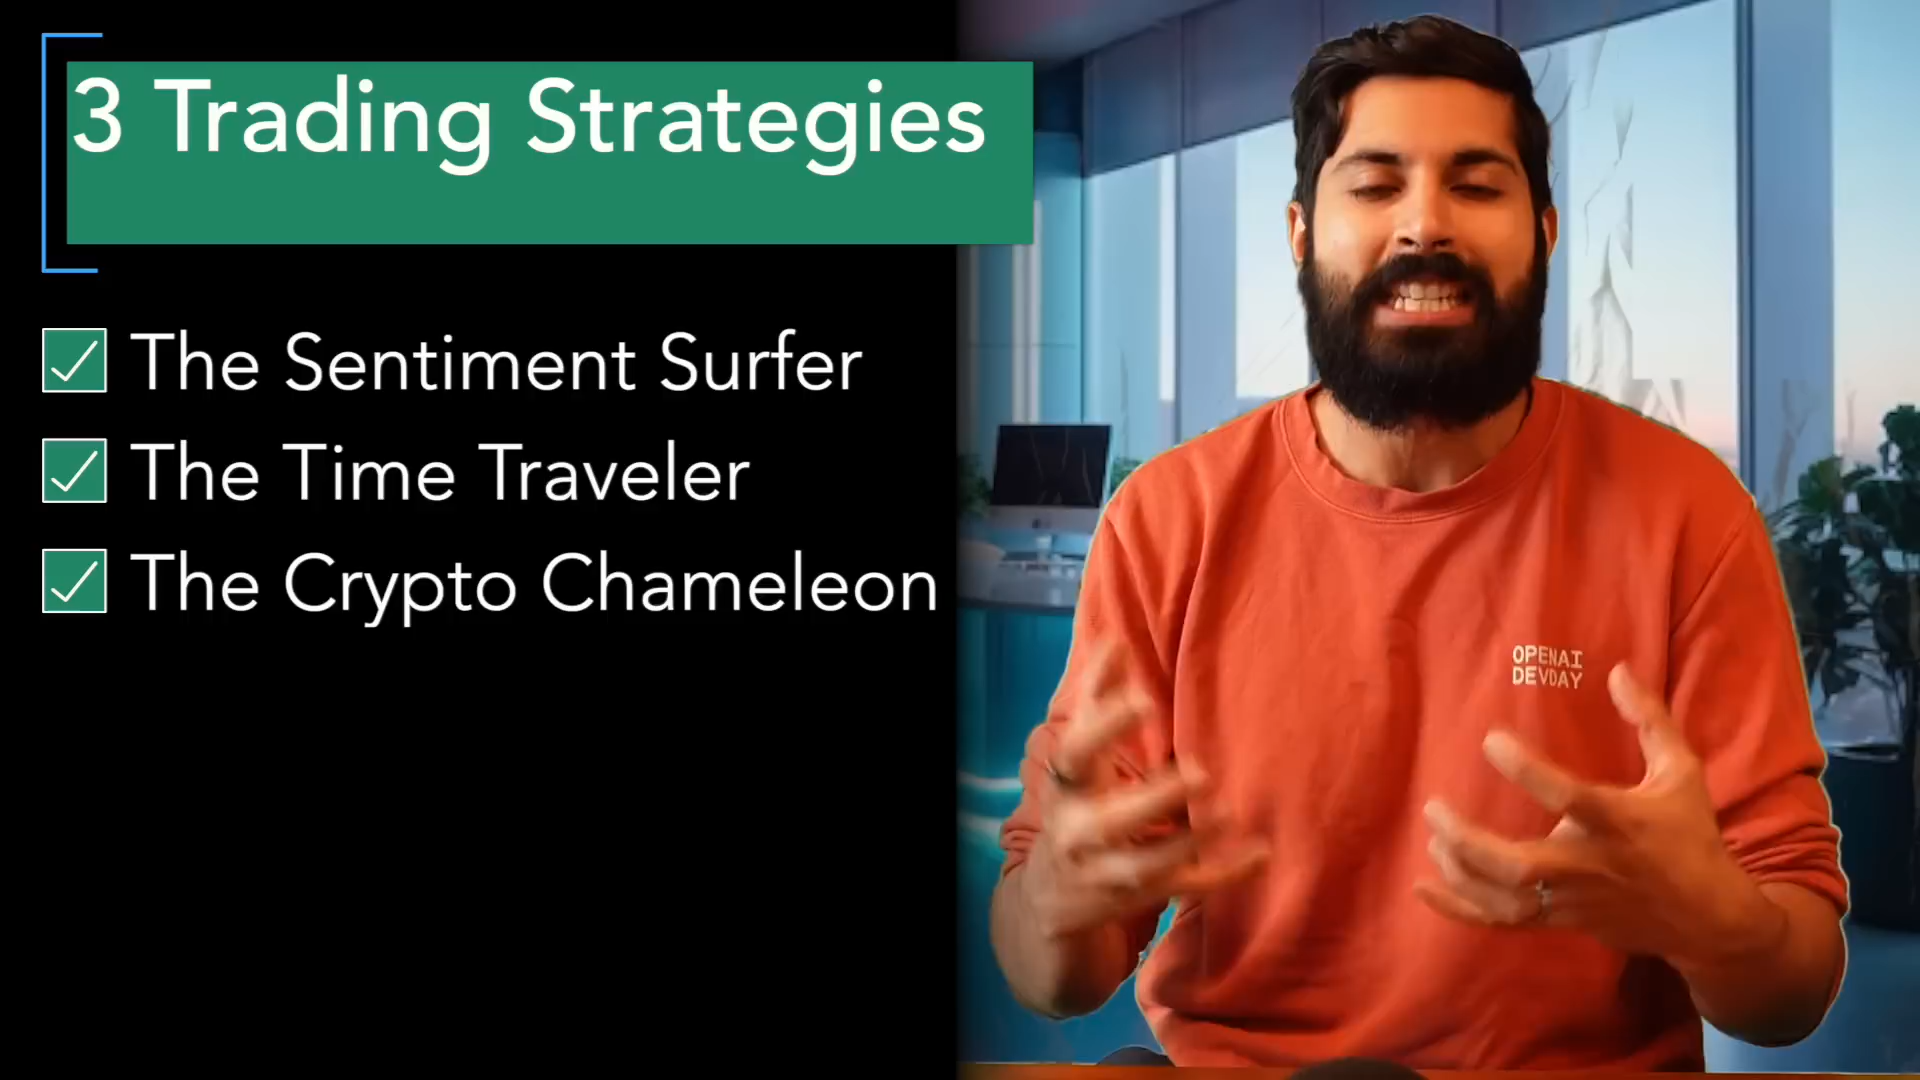 3 Trading Strategies
The Sentiment Surfer
The Time Traveler
The Crypto Chameleon
OPENAI
DEVDAY